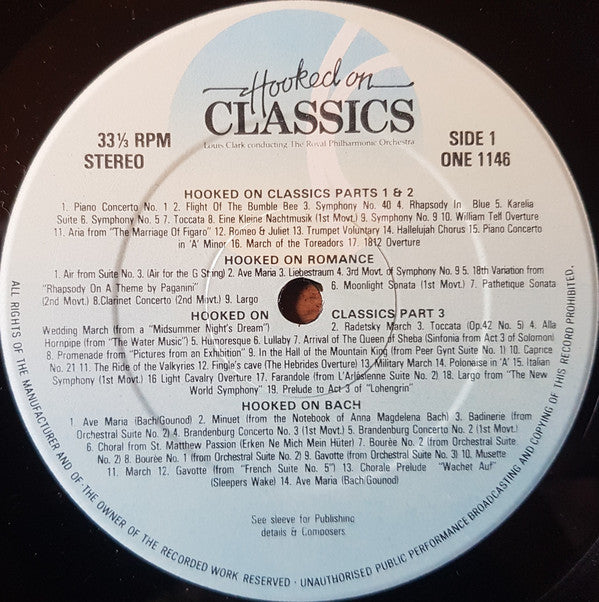 Hooked on
CLASSICS
Louis Clark conducting The Royal Philharmonic Orchestra
33⅓ RPM
STEREO
SIDE 1
ONE 1146
HOOKED ON CLASSICS PARTS 1 & 2
1. Piano Concerto No. 1 2. Flight Of The Bumble Bee 3. Symphony No. 40 4. Rhapsody In Blue 5. Karelia
Suite 6. Symphony No. 5 7. Toccata 8. Eine Kleine Nachtmusik (1st Movt.) 9. Symphony No. 9 10. William Tell Overture
11. Aria from "The Marriage Of Figaro" 12. Romeo & Juliet 13. Trumpet Voluntary 14. Hallelujah Chorus 15. Piano Concerto
in 'A' Minor 16. March of the Toreadors 17. 1812 Overture
HOOKED ON ROMANCE
1. Air from Suite No. 3. (Air for the G String) 2. Ave Maria 3. Liebestraum 4. 3rd Movt. of Symphony No. 9 5. 18th Variation from
"Rhapsody On A Theme by Paganini" 6. Moonlight Sonata (1st Movt.) 7. Pathetique Sonata
(2nd Movt.) 8. Clarinet Concerto (2nd Movt.) 9. Largo
HOOKED ON CLASSICS PART 3
Wedding March (from a "Midsummer Night's Dream") 2. Radetsky March 3. Toccata (Op.42 No. 5) 4. Alla
Hornpipe (from "The Water Music") 5. Humoresque 6. Lullaby 7. Arrival of The Queen of Sheba (Sinfonia from Act 3 of Solomon)
8. Promenade from "Pictures from an Exhibition" 9. In the Hall of the Mountain King (from Peer Gynt Suite No. 1) 10. Caprice
No. 21 11. The Ride of the Valkyries 12. Fingle's cave (The Hebrides Overture) 13. Military March 14. Polonaise in 'A' 15. Italian
Symphony (1st Movt.) 16 Light Cavalry Overture 17. Farandole (from L'Arlesienne Suite No. 2) 18. Largo from "The New
World Symphony" 19. Prelude to Act 3 of "Lohengrin"
HOOKED ON BACH
1. Ave Maria (Bach/Gounod) 2. Minuet (from the Notebook of Anna Magdelena Bach) 3. Badinene (from
Orchestral Suite No. 2) 4. Brandenburg Concerto No. 3 (1st Movt.) 5. Brandenburg Concerto No. 2 (1st Movt.)
6. Choral from St. Matthew Passion (Erken Ne Mich Mein Hüter) 7. Bourèe No. 2 (from Orchestral Suite
No. 2) 8. Bourèe No. 1 (from Orchestral Suite No. 2) 9. Gavotte (from Orchestral Suite No. 3) 10. Musette
11. March 12. Gavotte (from "French Suite No. 5") 13. Chorale Prelude "Wachet Auf"
(Sleepers Wake) 14. Ave Maria (Bach/Gounod)
See sleeve for Publishing
details & Composers
ALL RIGHTS OF THE MANUFACTURER AND OF THE OWNER OF THE RECORDED WORK RESERVED · UNAUTHORISED PUBLIC PERFORMANCE BROADCASTING AND COPYING OF THIS RECORD PROHIBITED.